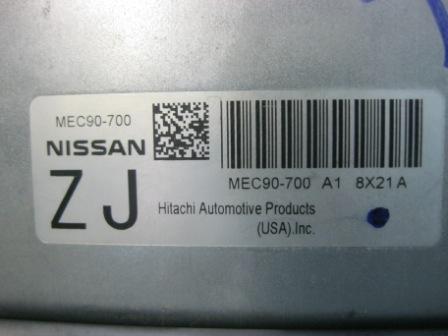 MEC90-700
NISSAN
MEC90-700 A1 8X21A
ZJ
Hitachi Automotive Products
(USA).Inc.